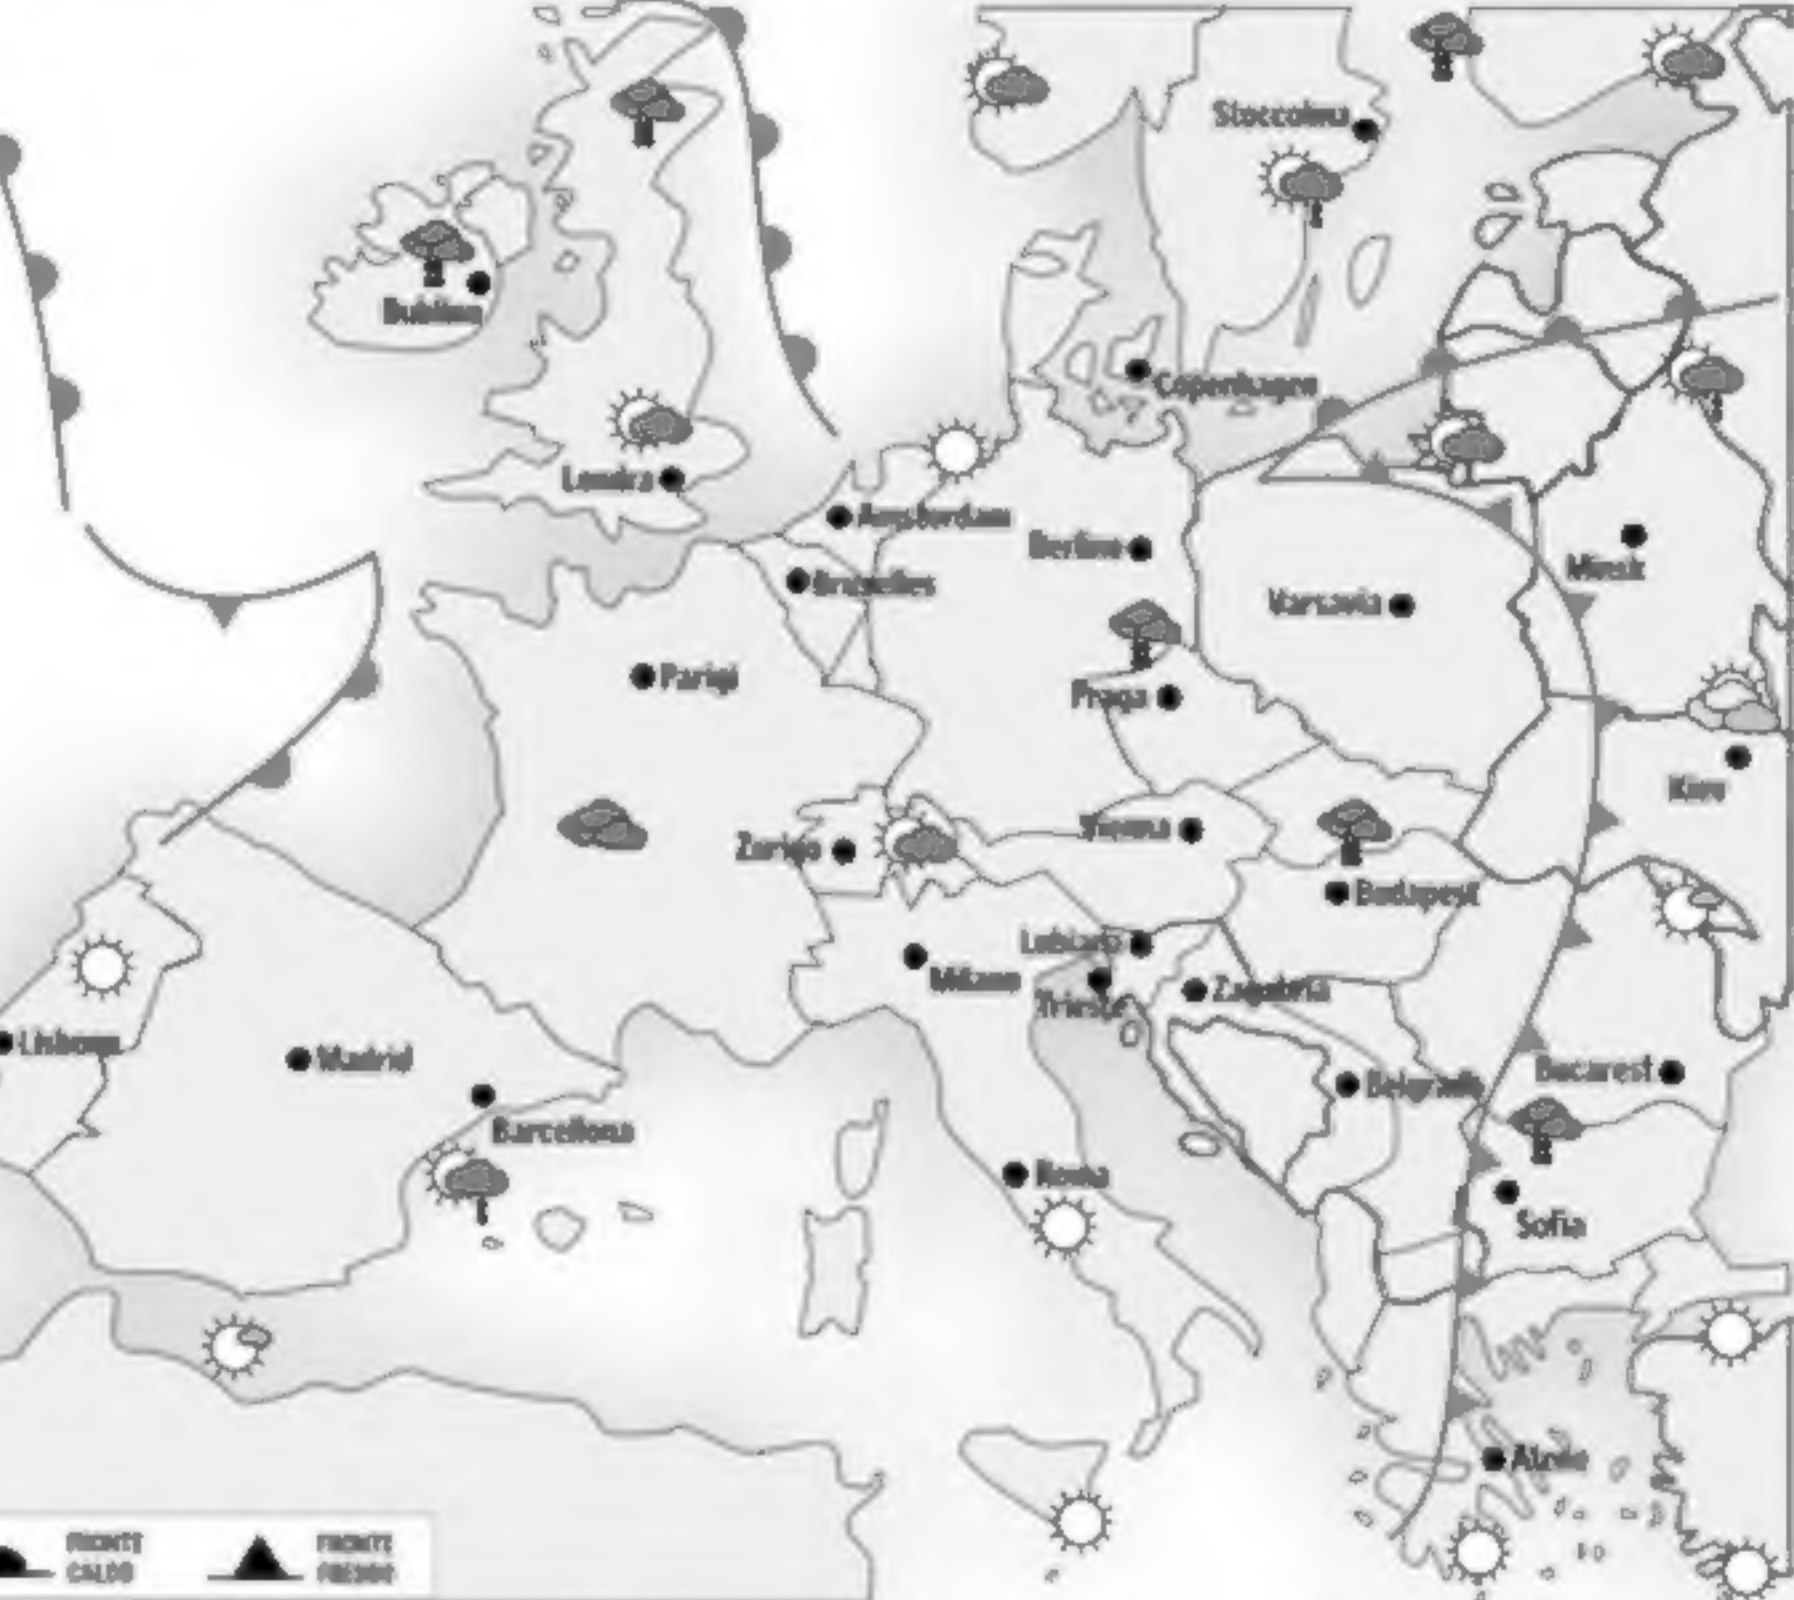 Stoccolma
Dublino
Copenhagen
Londra
Amsterdam
Berlino
Bruxelles
Minsk
Varsavia
Parigi
Praga
Kiev
Vienna
Zurigo
Budapest
Lubiana
Milano
Zagabria
Trieste
Lisbona
Madrid
Bucarest
Belgrado
Barcellona
Roma
Sofia
Atene
FRONTE FRONTE
CALDO FREDDO